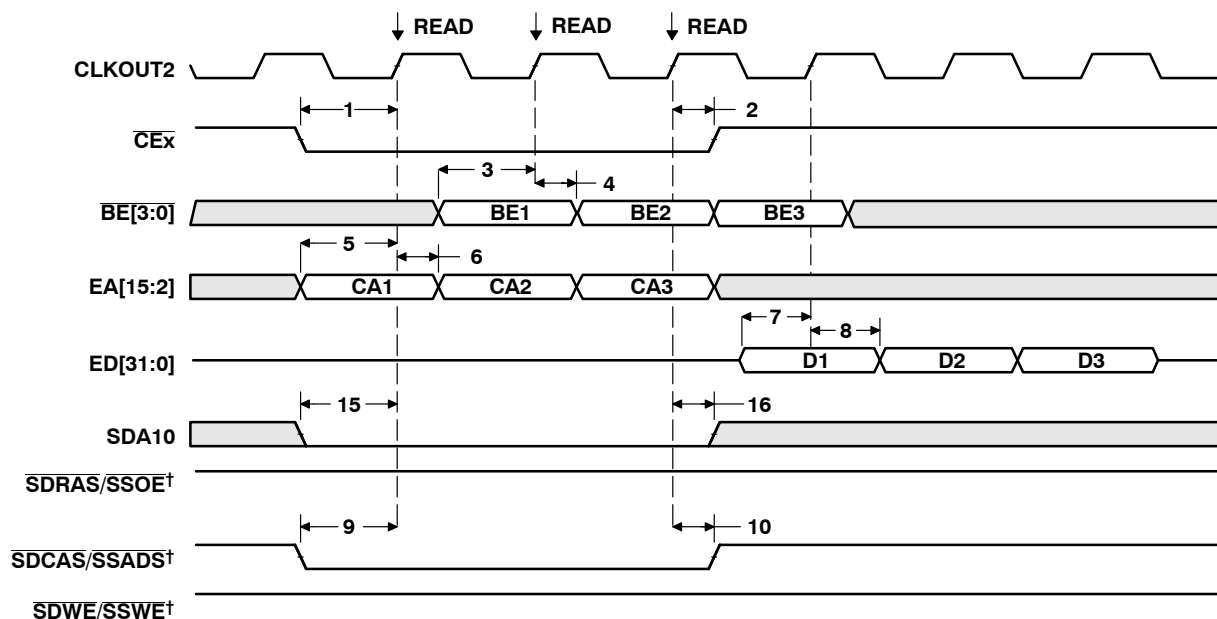 READ READ READ
CLKOUT2
1 2
CEx
3 4
BE[3:0] BE1 BE2 BE3
5 6
EA[15:2] CA1 CA2 CA3
7 8
ED[31:0] D1 D2 D3
15 16
SDA10
SDRAS/SSOE†
9 10
SDCAS/SSADS†
SDWE/SSWE†